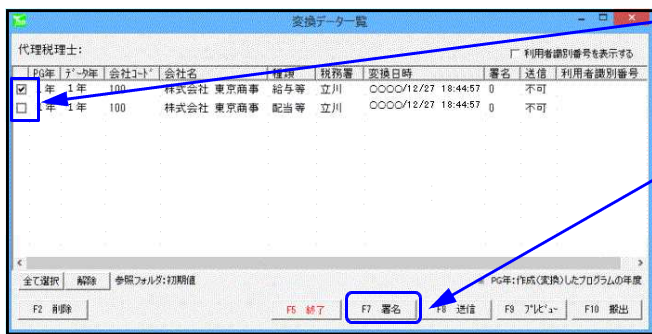 変換データ一覧
代理税理士:
利用者識別番号を表示する
PG年 データ年 会社コード 会社名 種類 税務署 変換日時 署名 送信 利用者識別番号
年 1年 100 株式会社 東京商事 給与等 立川 ○○○○/12/27 18:44:57 0 不可
年 1年 100 株式会社 東京商事 配当等 立川 ○○○○/12/27 18:44:57 0 不可
全て選択 解除 参照フォルダ:初期値 PG年:作成(変換)したプログラムの年度
F2 削除 F5 終了 F7 署名 F8 送信 F9 プレビュー F10 搬出